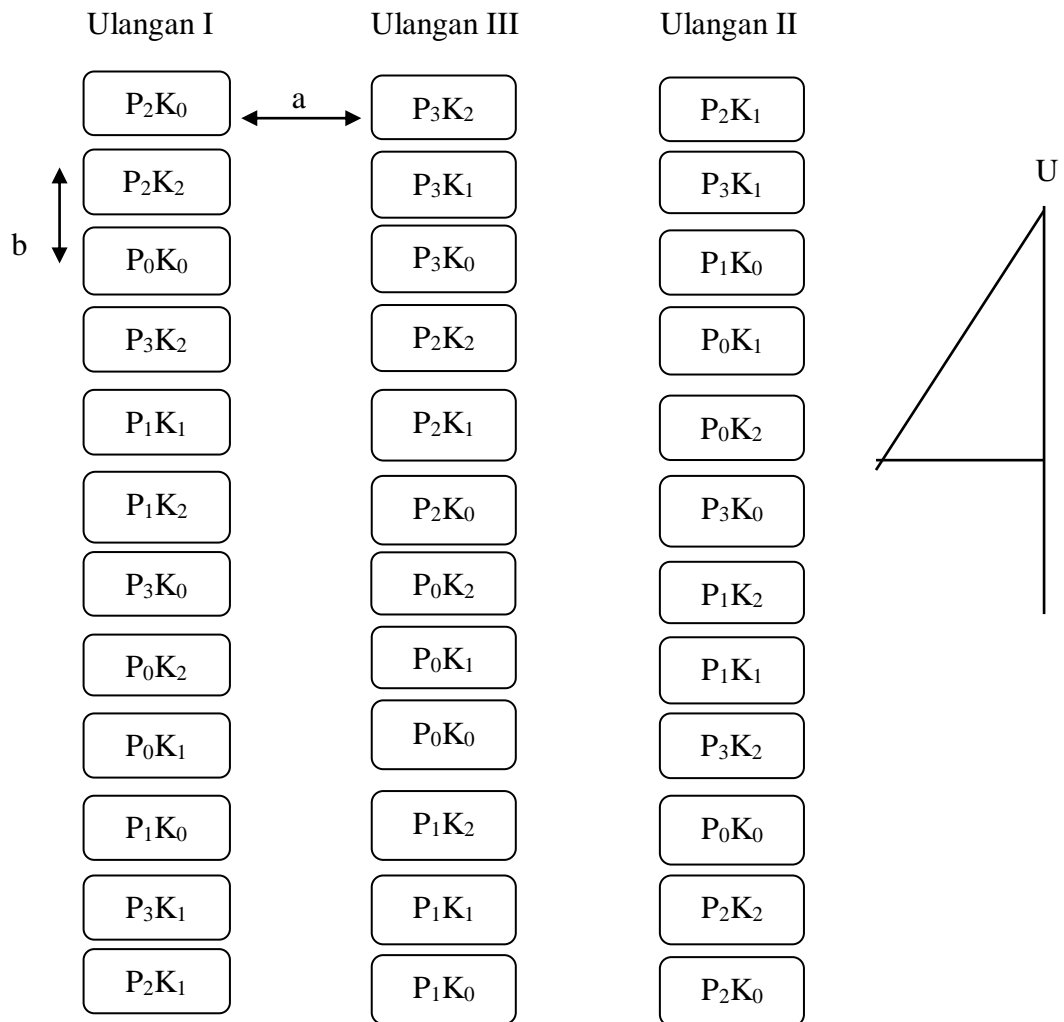 Ulangan I Ulangan III Ulangan II
P₂K₀ a P₃K₂ P₂K₁
P₂K₂ P₃K₁ P₃K₁ U
b P₀K₀ P₃K₀ P₁K₀
P₃K₂ P₂K₂ P₀K₁
P₁K₁ P₂K₁ P₀K₂
P₁K₂ P₂K₀ P₃K₀
P₃K₀ P₀K₂ P₁K₂
P₀K₂ P₀K₁ P₁K₁
P₀K₁ P₀K₀ P₃K₂
P₁K₀ P₁K₂ P₀K₀
P₃K₁ P₁K₁ P₂K₂
P₂K₁ P₁K₀ P₂K₀